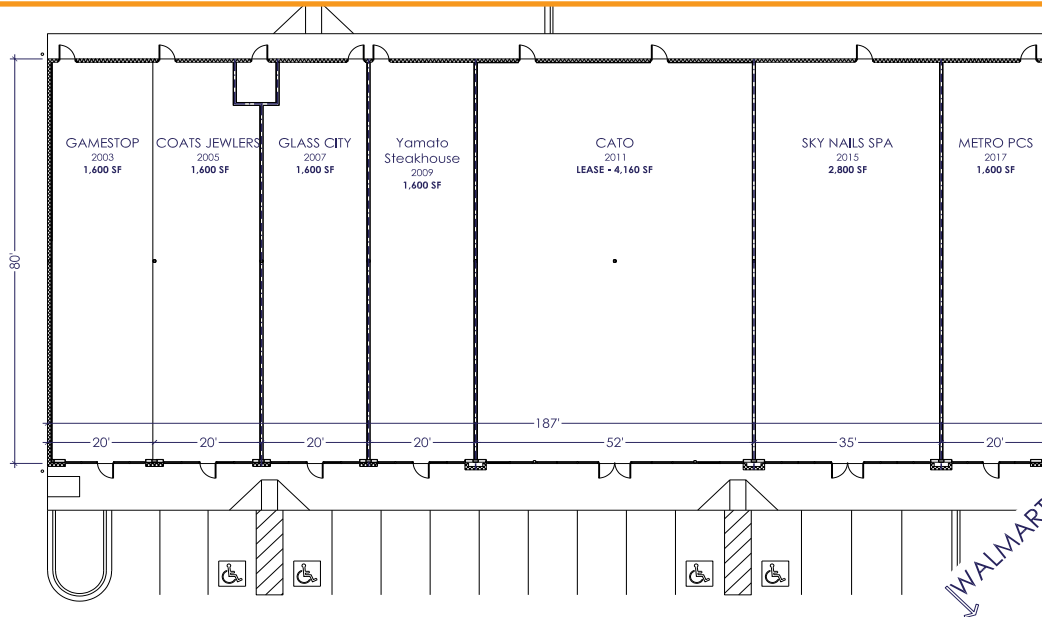 GAMESTOP
2003
1,600 SF
COATS JEWLERS
2005
1,600 SF
GLASS CITY
2007
1,600 SF
Yamato
Steakhouse
2009
1,600 SF
CATO
2011
LEASE - 4,160 SF
SKY NAILS SPA
2015
2,800 SF
METRO PCS
2017
1,600 SF
80'
187'
20'
20'
20'
20'
52'
35'
20'
WALMART